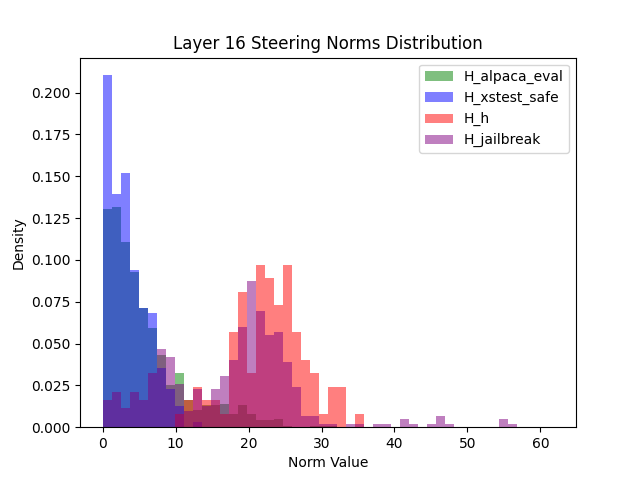 Layer 16 Steering Norms Distribution
H_alpaca_eval
H_xstest_safe
H_h
H_jailbreak
Density
0.200
0.175
0.150
0.125
0.100
0.075
0.050
0.025
0.000
0 10 20 30 40 50 60
Norm Value